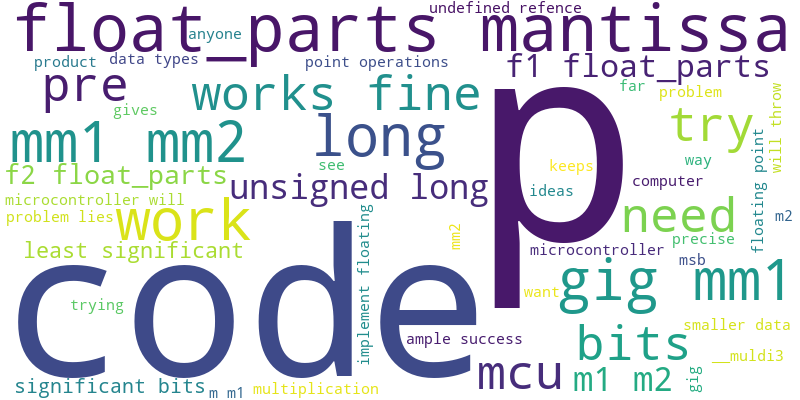 undefined refence
float_parts mantissa
anyone
product
data types
point operations
f1 float_parts
pre
works fine
far
problem
gives
long
try
will throw
mm1 mm2
see
keeps
way
f2 float_parts
unsigned long
ideas
computer
microcontroller will
problem lies
work
need
m2
least significant
mm2
implement floating
microcontroller
precise
floating point
msb
p
code
want
gig mm1
trying
smaller data
ample success
bits
__muldi3
significant bits
m m1
multiplication
mcu
m1 m2
gig